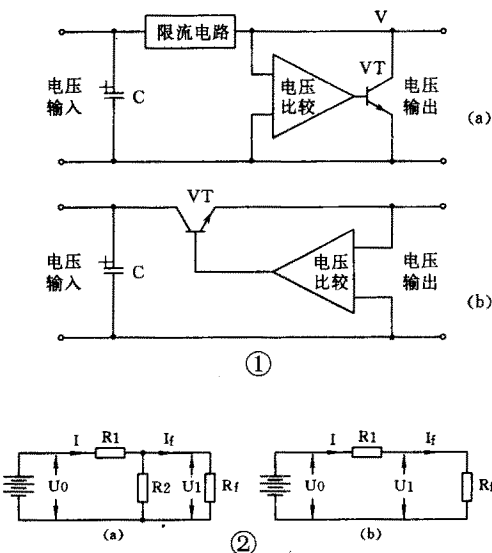 限流电路
V
电压
输入
C
电压
比较
VT
电压
输出
(a)
VT
电压
输入
C
电压
比较
电压
输出
(b)
①
I
R1
If
U0
R2
U1
Rf
(a)
I
R1
If
U0
U1
Rf
(b)
②